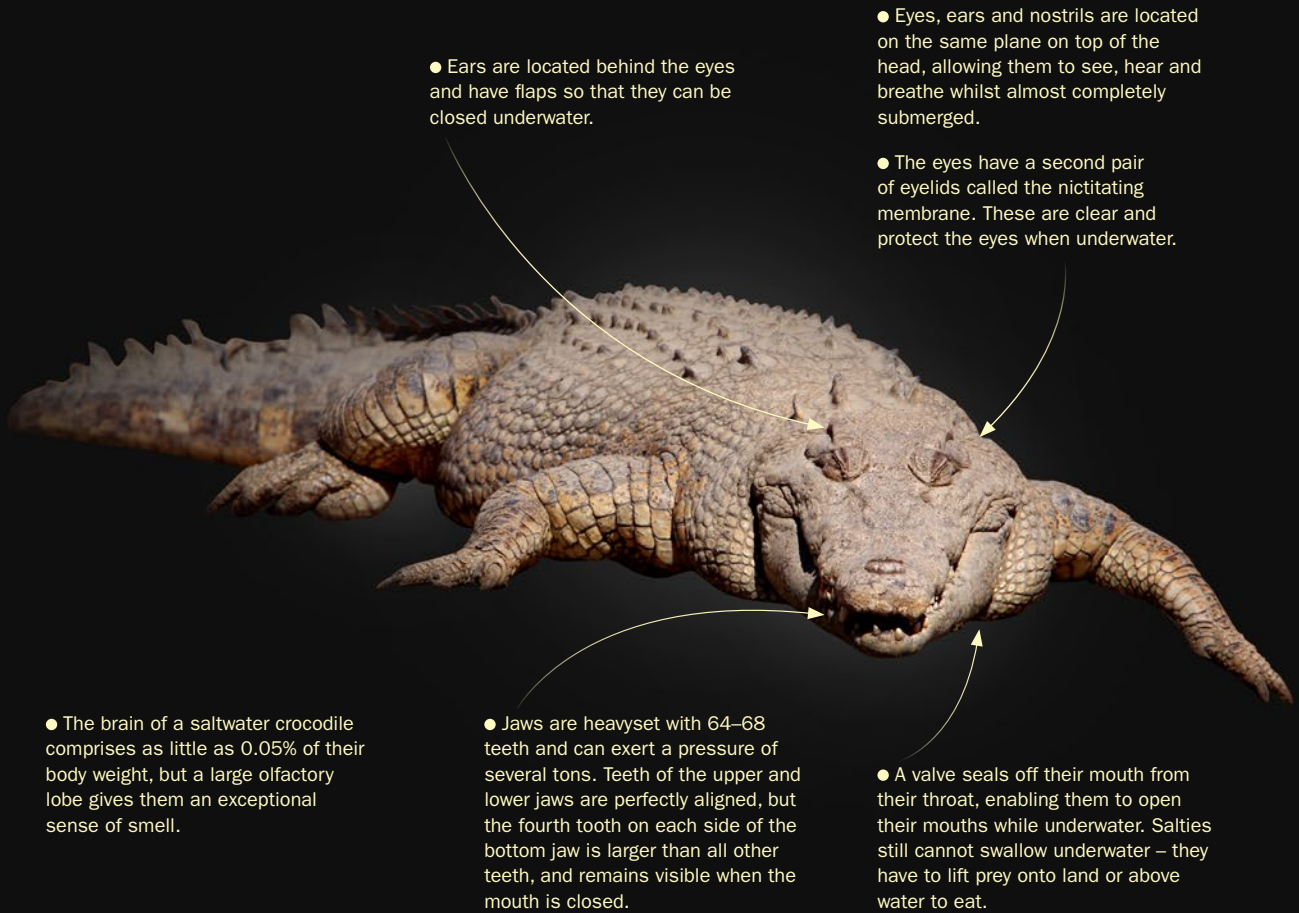 ● Ears are located behind the eyes
and have flaps so that they can be
closed underwater.
● Eyes, ears and nostrils are located
on the same plane on top of the
head, allowing them to see, hear and
breathe whilst almost completely
submerged.
● The eyes have a second pair
of eyelids called the nictitating
membrane. These are clear and
protect the eyes when underwater.
● The brain of a saltwater crocodile
comprises as little as 0.05% of their
body weight, but a large olfactory
lobe gives them an exceptional
sense of smell.
● Jaws are heavyset with 64–68
teeth and can exert a pressure of
several tons. Teeth of the upper and
lower jaws are perfectly aligned, but
the fourth tooth on each side of the
bottom jaw is larger than all other
teeth, and remains visible when the
mouth is closed.
● A valve seals off their mouth from
their throat, enabling them to open
their mouths while underwater. Salties
still cannot swallow underwater – they
have to lift prey onto land or above
water to eat.